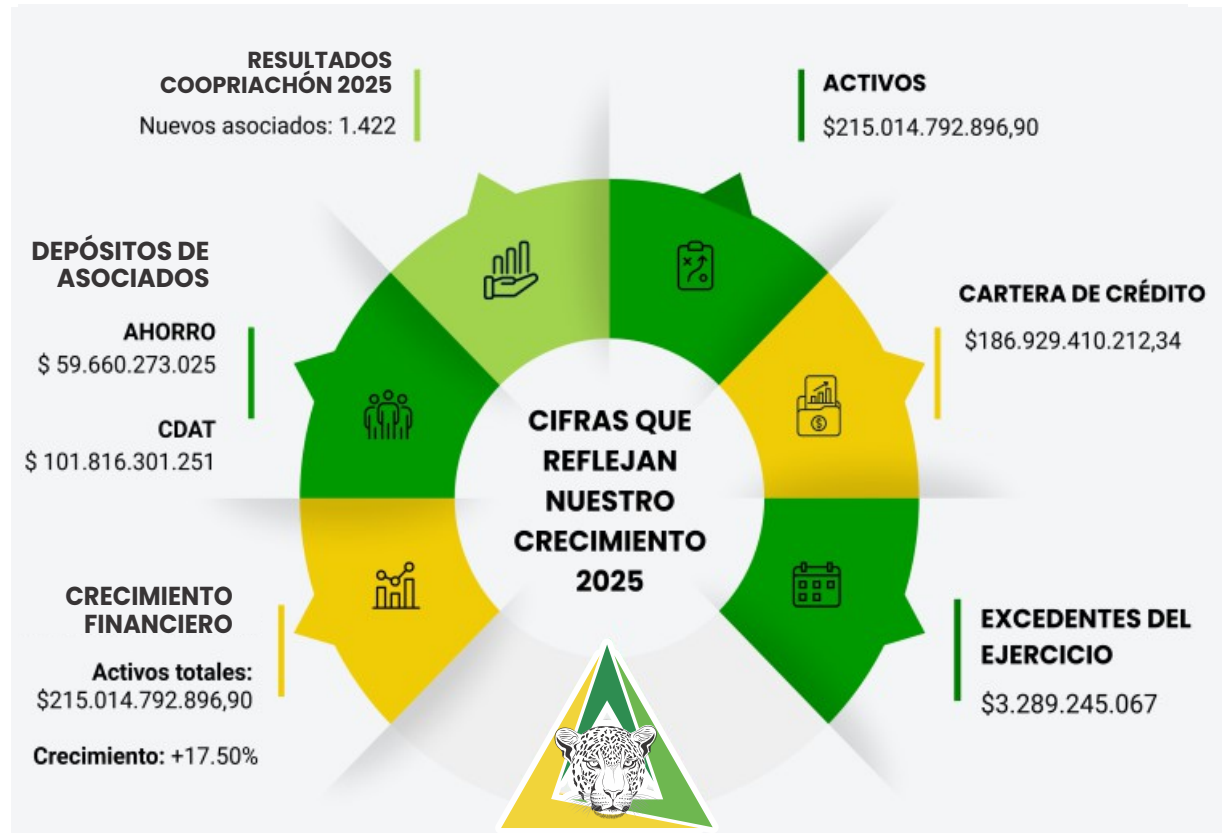 RESULTADOS
COOPRIACHÓN 2025
Nuevos asociados: 1.422
ACTIVOS
$215.014.792.896,90
DEPÓSITOS DE
ASOCIADOS
AHORRO
$ 59.660.273.025
CDAT
$ 101.816.301.251
CARTERA DE CRÉDITO
$186.929.410.212,34
CIFRAS QUE
REFLEJAN
NUESTRO
CRECIMIENTO
2025
CRECIMIENTO
FINANCIERO
Activos totales:
$215.014.792.896,90
Crecimiento: +17.50%
EXCEDENTES DEL
EJERCICIO
$3.289.245.067